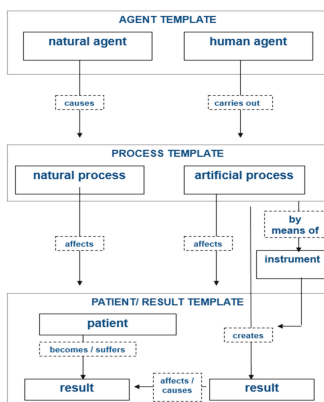 AGENT TEMPLATE
natural agent
human agent
causes
carries out
PROCESS TEMPLATE
natural process
artificial process
by
means of
affects
affects
instrument
PATIENT/ RESULT TEMPLATE
patient
creates
becomes / suffers
affects /
causes
result
result